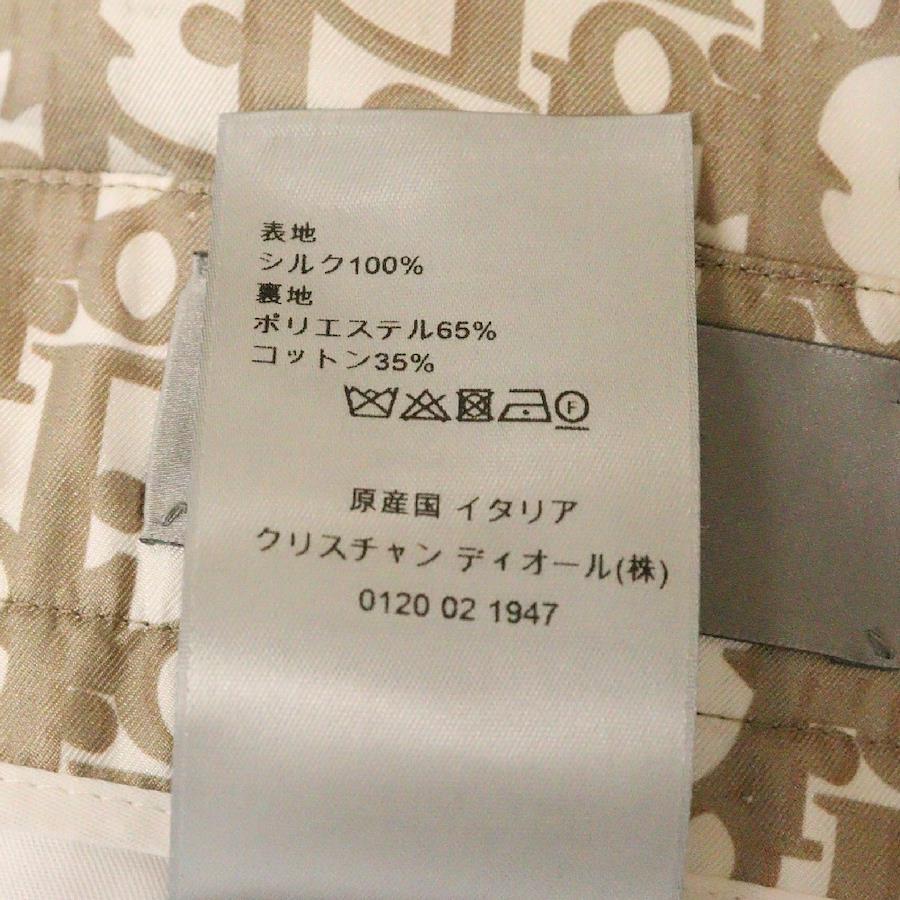 表地
シルク100%
裏地
ポリエステル65%
コットン35%
F
原産国 イタリア
クリスチャン ディオール(株)
0120 02 1947